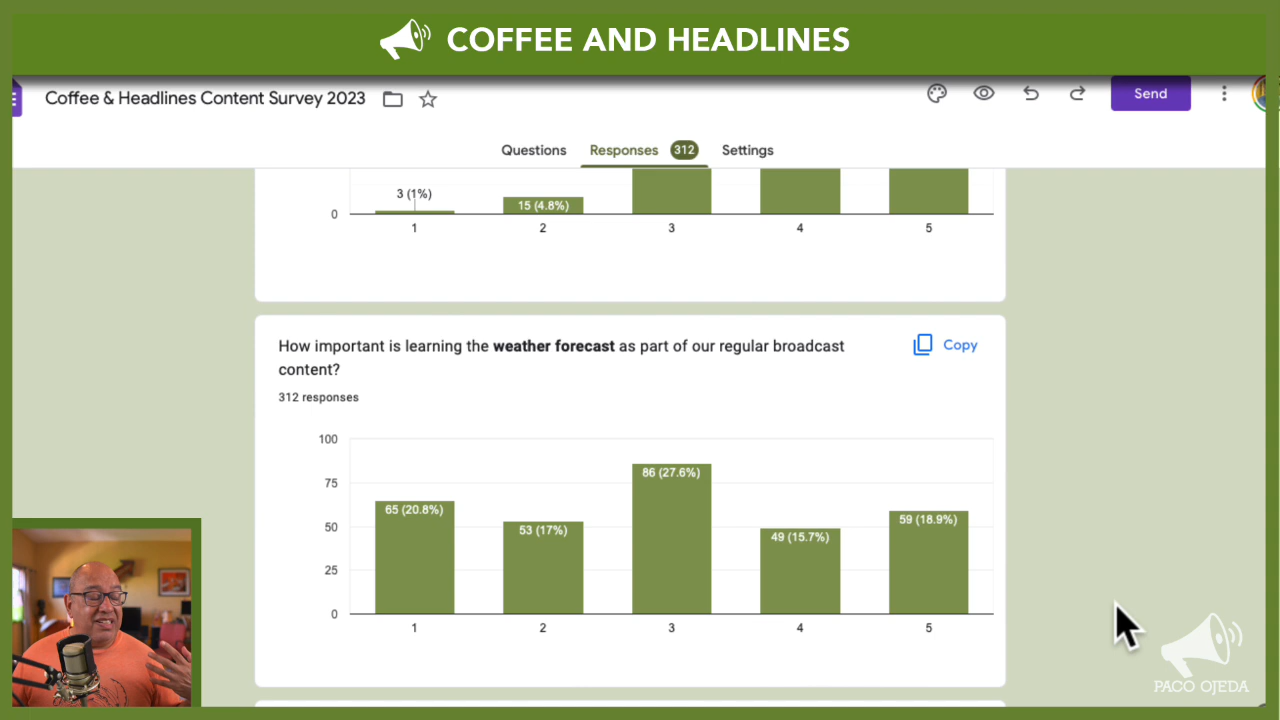 COFFEE AND HEADLINES
Coffee & Headlines Content Survey 2023
Send
Questions Responses 312 Settings
3 (1%)
15 (4.8%)
0
1 2 3 4 5
How important is learning the weather forecast as part of our regular broadcast
content?
Copy
312 responses
100
75
50
25
0
65 (20.8%)
53 (17%)
86 (27.6%)
49 (15.7%)
59 (18.9%)
1 2 3 4 5
PACO OJEDA